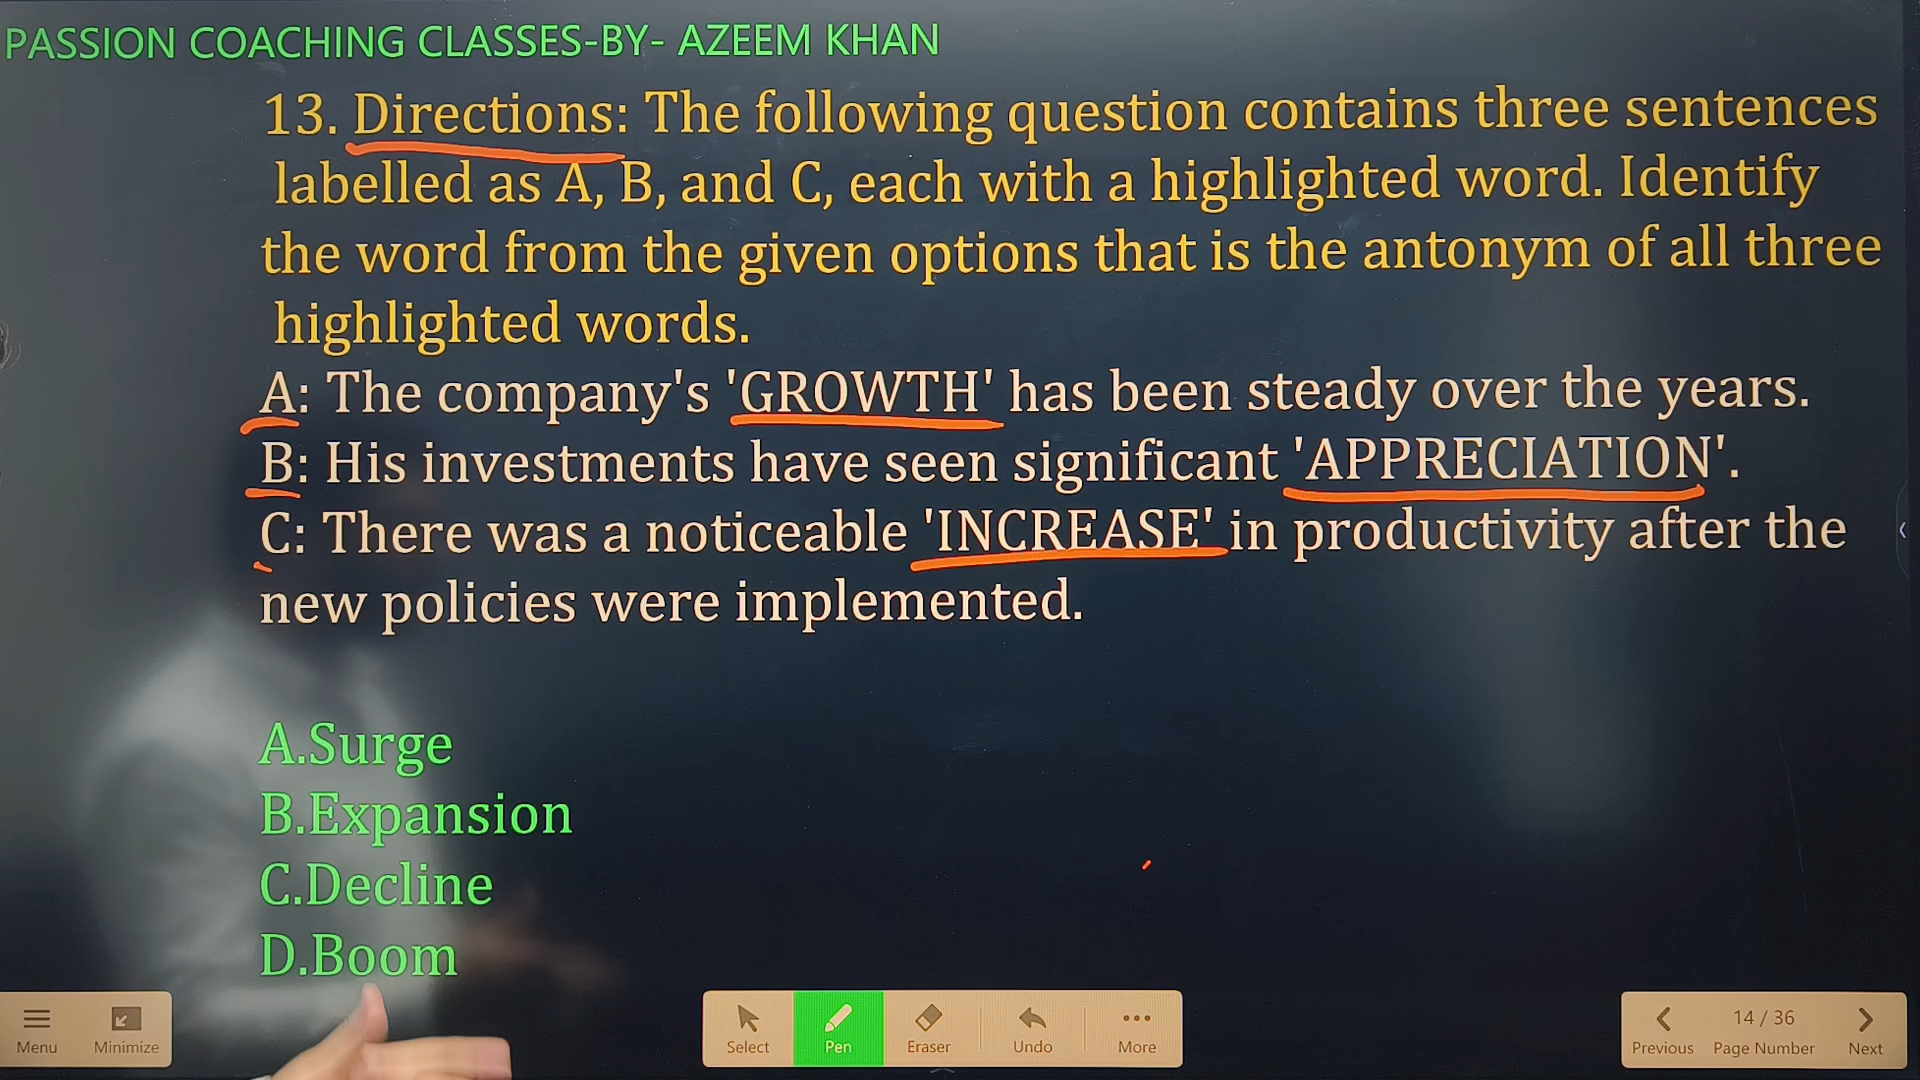 PASSION COACHING CLASSES-BY- AZEEM KHAN
13. Directions: The following question contains three sentences
labelled as A, B, and C, each with a highlighted word. Identify
the word from the given options that is the antonym of all three
highlighted words.
A: The company's 'GROWTH' has been steady over the years.
B: His investments have seen significant 'APPRECIATION'.
C: There was a noticeable 'INCREASE' in productivity after the
new policies were implemented.
A.Surge
B.Expansion
C.Decline
D.Boom
Menu Minimize Select Pen Eraser Undo More Previous 14 / 36 Page Number Next